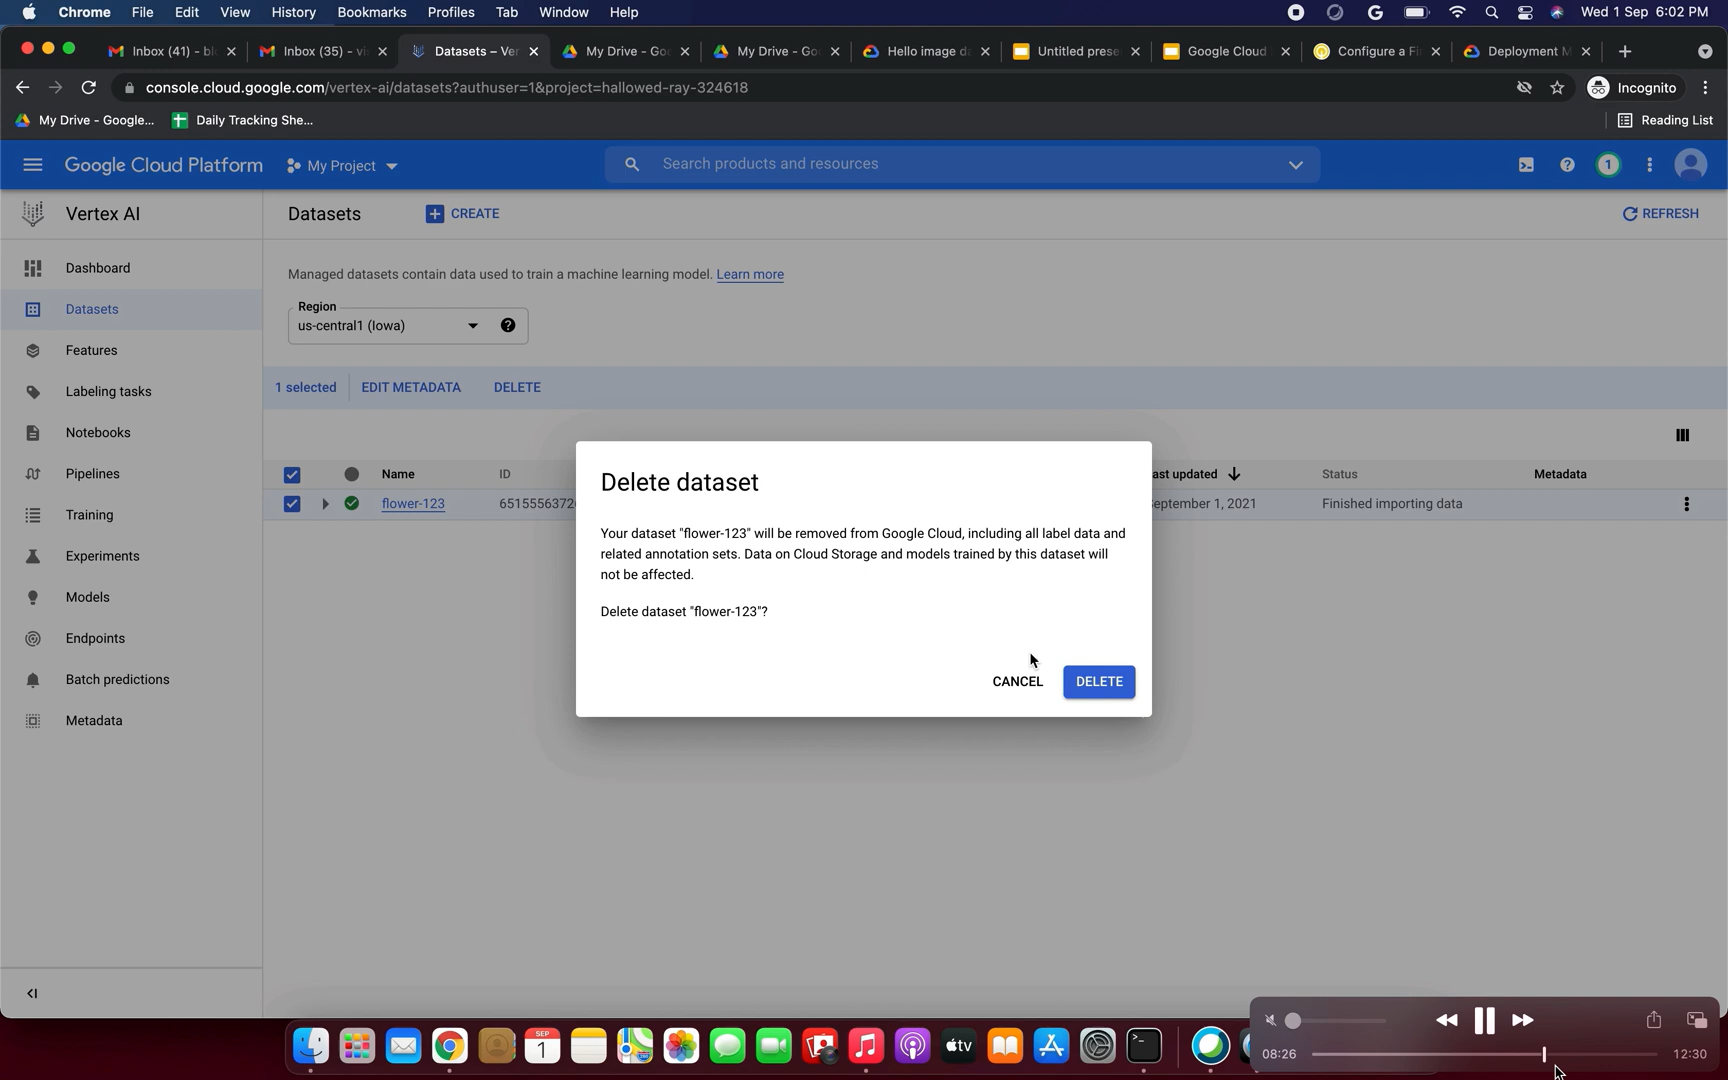 Chrome File Edit View History Bookmarks Profiles Tab Window Help Wed 1 Sep 6:02 PM
Inbox (41) - bl Inbox (35) - vi Datasets – Ver My Drive - Go My Drive - Go Hello image d Untitled prese Google Cloud Configure a Fi Deployment M
console.cloud.google.com/vertex-ai/datasets?authuser=1&project=hallowed-ray-324618 Incognito
My Drive - Google... Daily Tracking She... Reading List
Google Cloud Platform My Project Search products and resources 1
Vertex AI Datasets CREATE REFRESH
Dashboard
Managed datasets contain data used to train a machine learning model. Learn more
Datasets
Region
us-central1 (Iowa)
Features
1 selected EDIT METADATA DELETE
Labeling tasks
Notebooks
Pipelines
Name ID ast updated Status Metadata
flower-123 65155563726 September 1, 2021 Finished importing data
Training
Experiments
Models
Endpoints
Batch predictions
Metadata
Delete dataset
Your dataset "flower-123" will be removed from Google Cloud, including all label data and
related annotation sets. Data on Cloud Storage and models trained by this dataset will
not be affected.
Delete dataset "flower-123"?
CANCEL DELETE
SEP
1
tv
08:26 12:30